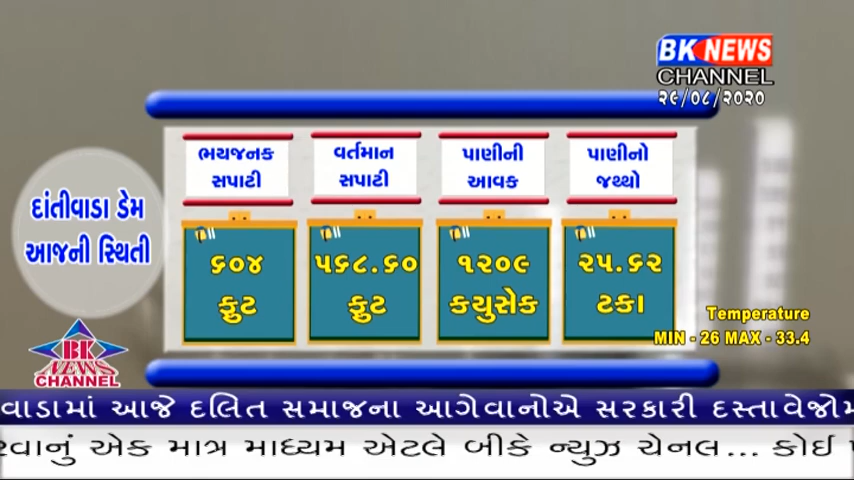 BK NEWS
CHANNEL
૨૯/૦૮/૨૦૨૦
દાંતીવાડા ડેમ
આજની સ્થિતી
ભયજનક
સપાટી
૬૦૪
ફુટ
વર્તમાન
સપાટી
૫૬૮.૬૦
ફુટ
પાણીની
આવક
૧૨૦૯
કયુસેક
પાણીનો
જથ્થો
૨૫.૬૨
ટકા
Temperature
MIN - 26 MAX - 33.4
BK
NEWS
CHANNEL
વાડામાં આજે દલિત સમાજના આગેવાનોએ સરકારી દસ્તાવેજોમ
રવાનું એક માત્ર માધ્યમ એટલે બીકે ન્યુઝ ચેનલ... કોઈ